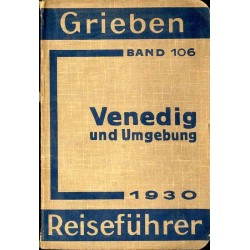 Grieben
BAND 106
Venedig
und Umgebung
1930
Reiseführer